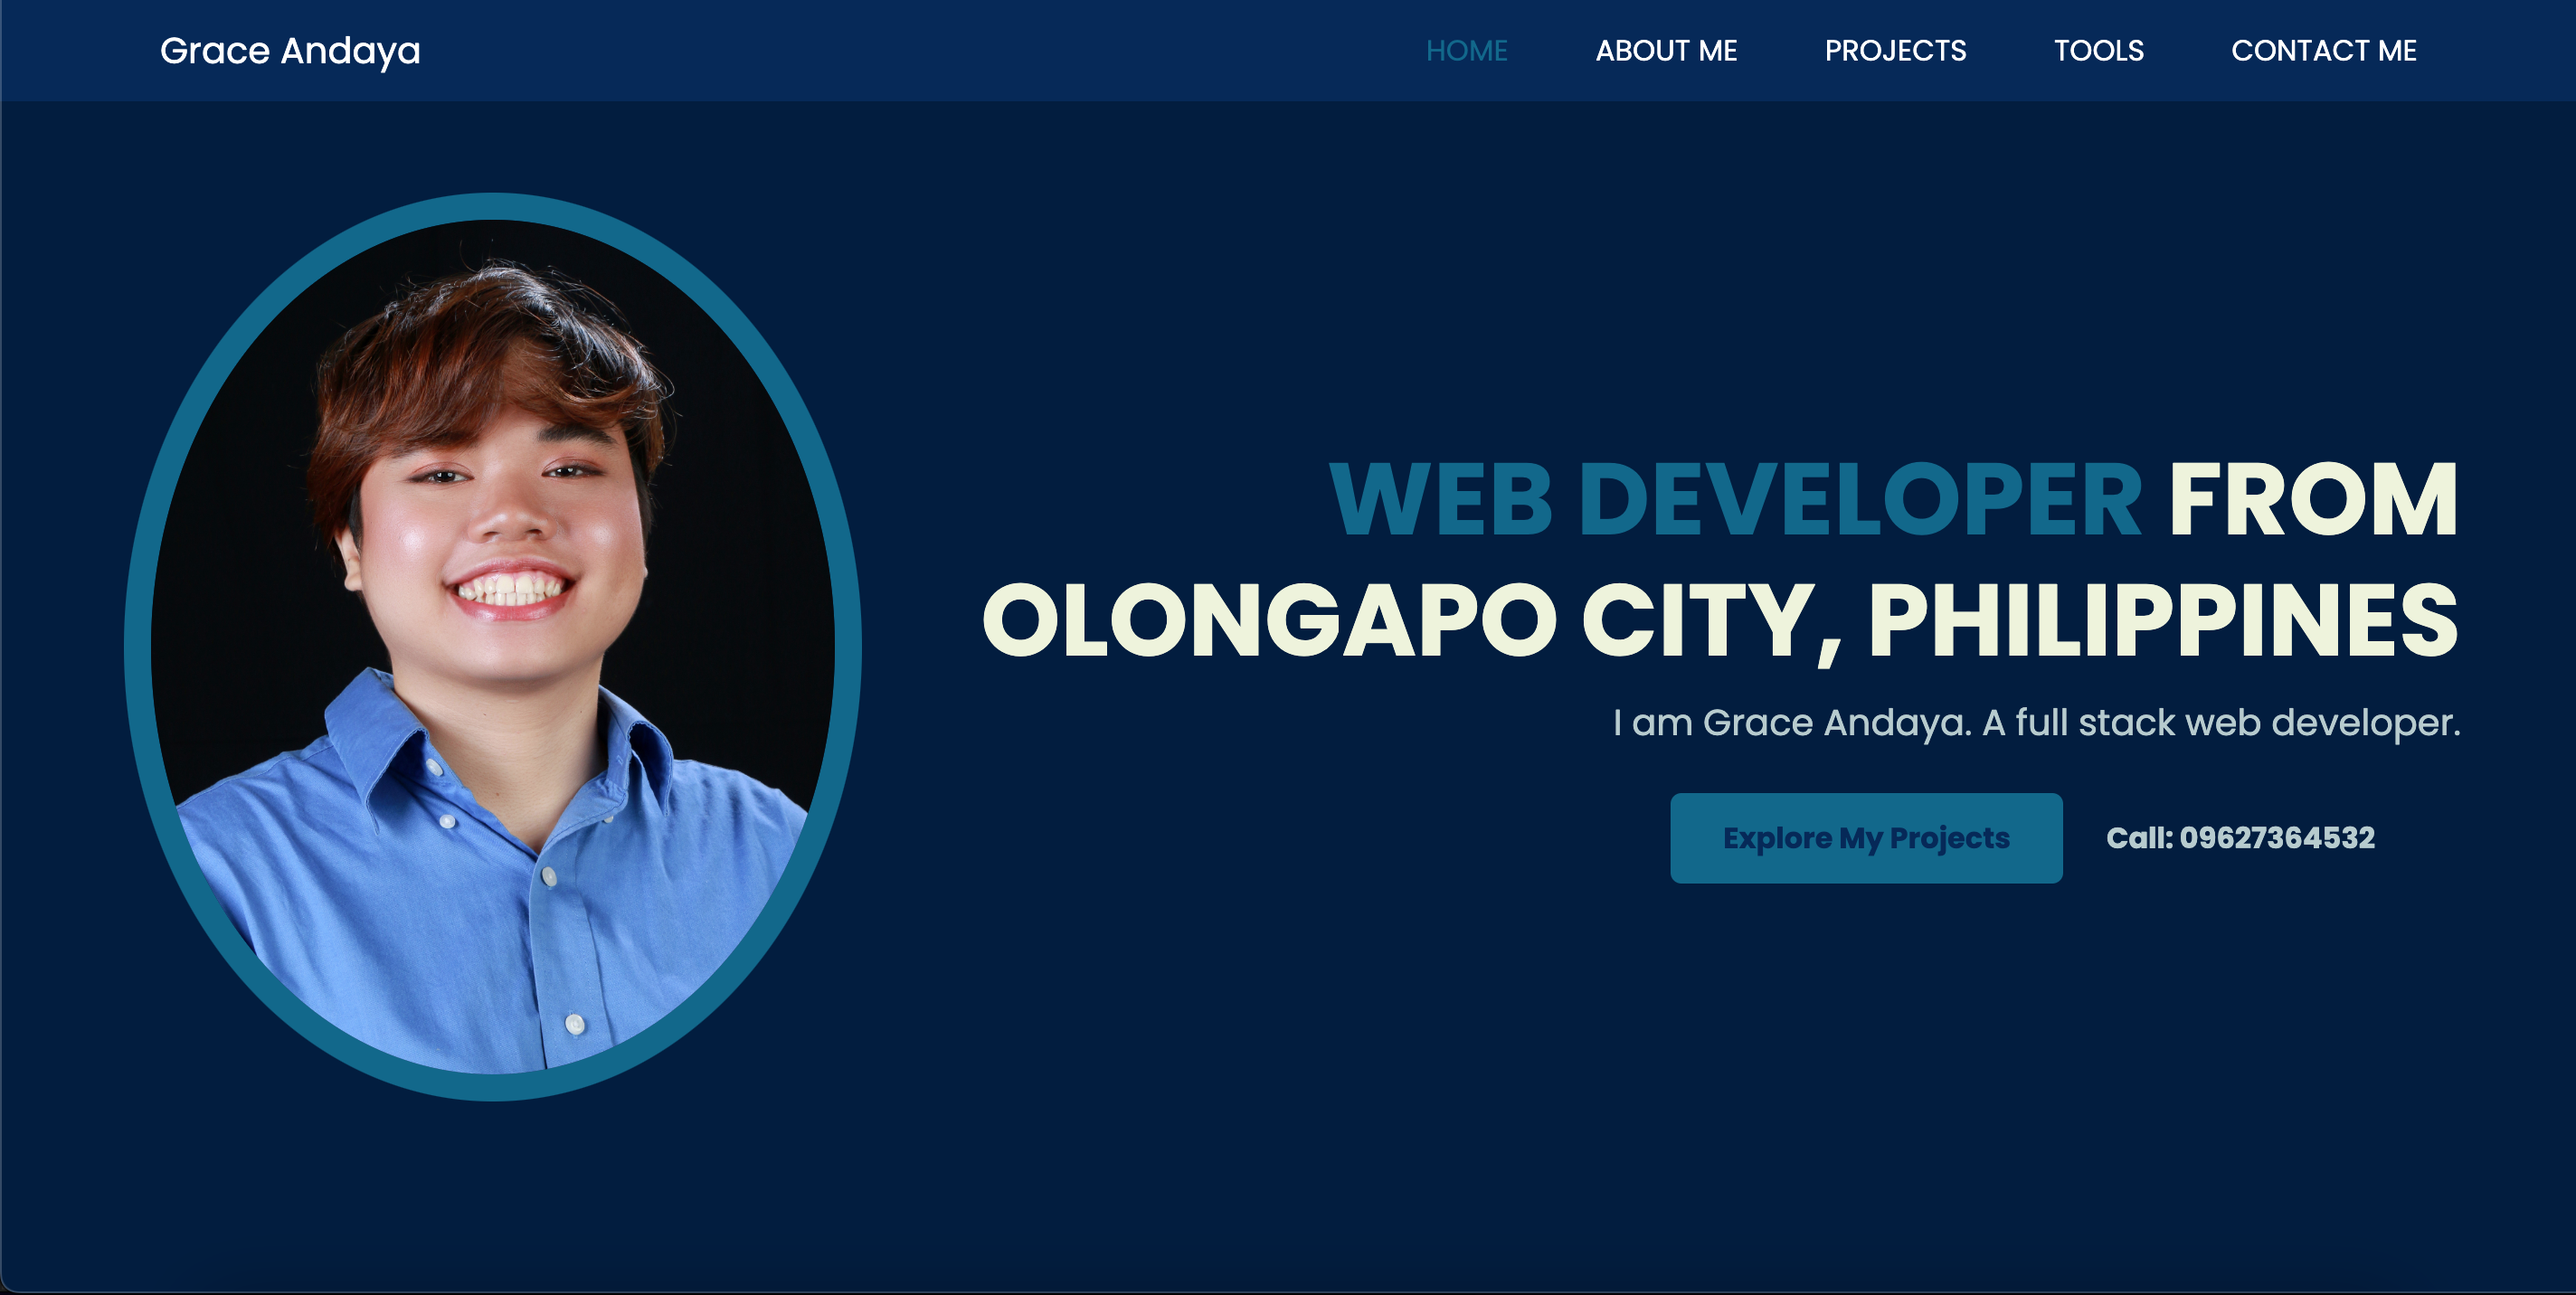 Grace Andaya
HOME ABOUT ME PROJECTS TOOLS CONTACT ME
WEB DEVELOPER FROM
OLONGAPO CITY, PHILIPPINES
I am Grace Andaya. A full stack web developer.
Explore My Projects
Call: 09627364532